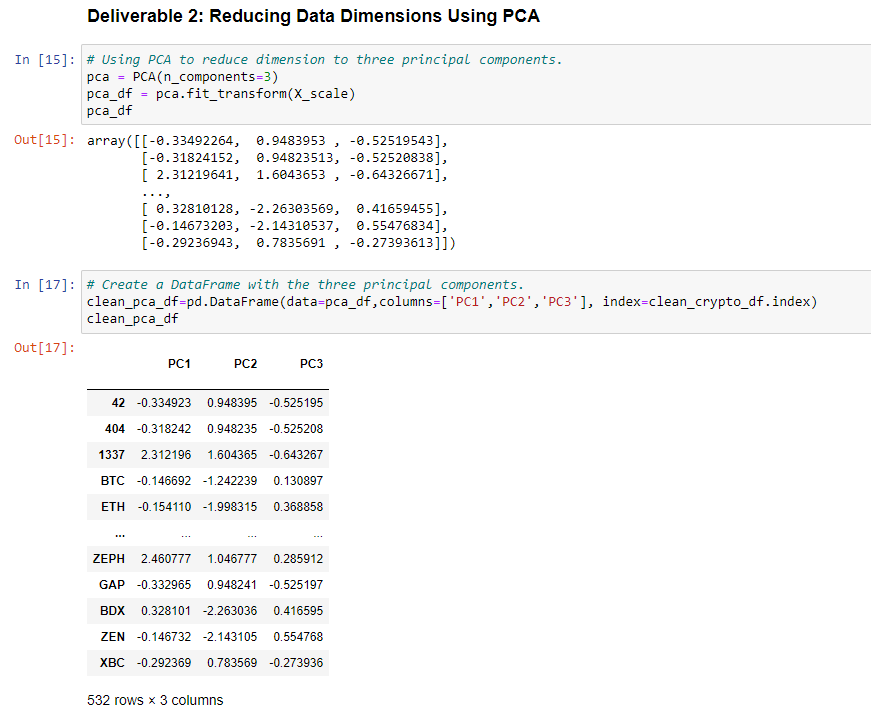 Deliverable 2: Reducing Data Dimensions Using PCA
In [15]: # Using PCA to reduce dimension to three principal components.
pca = PCA(n_components=3)
pca_df = pca.fit_transform(X_scale)
pca_df
Out[15]: array([[-0.33492264,  0.9483953 , -0.52519543],
[-0.31824152,  0.94823513, -0.52520838],
[ 2.31219641,  1.6043653 , -0.64326671],
...,
[ 0.32810128, -2.26303569,  0.41659455],
[-0.14673203, -2.14310537,  0.55476834],
[-0.29236943,  0.7835691 , -0.27393613]])
In [17]: # Create a DataFrame with the three principal components.
clean_pca_df=pd.DataFrame(data=pca_df,columns=['PC1','PC2','PC3'], index=clean_crypto_df.index)
clean_pca_df
Out[17]:
PC1 PC2 PC3
42 -0.334923 0.948395 -0.525195
404 -0.318242 0.948235 -0.525208
1337 2.312196 1.604365 -0.643267
BTC -0.146692 -1.242239 0.130897
ETH -0.154110 -1.998315 0.368858
... ... ... ...
ZEPH 2.460777 1.046777 0.285912
GAP -0.332965 0.948241 -0.525197
BDX 0.328101 -2.263036 0.416595
ZEN -0.146732 -2.143105 0.554768
XBC -0.292369 0.783569 -0.273936
532 rows × 3 columns